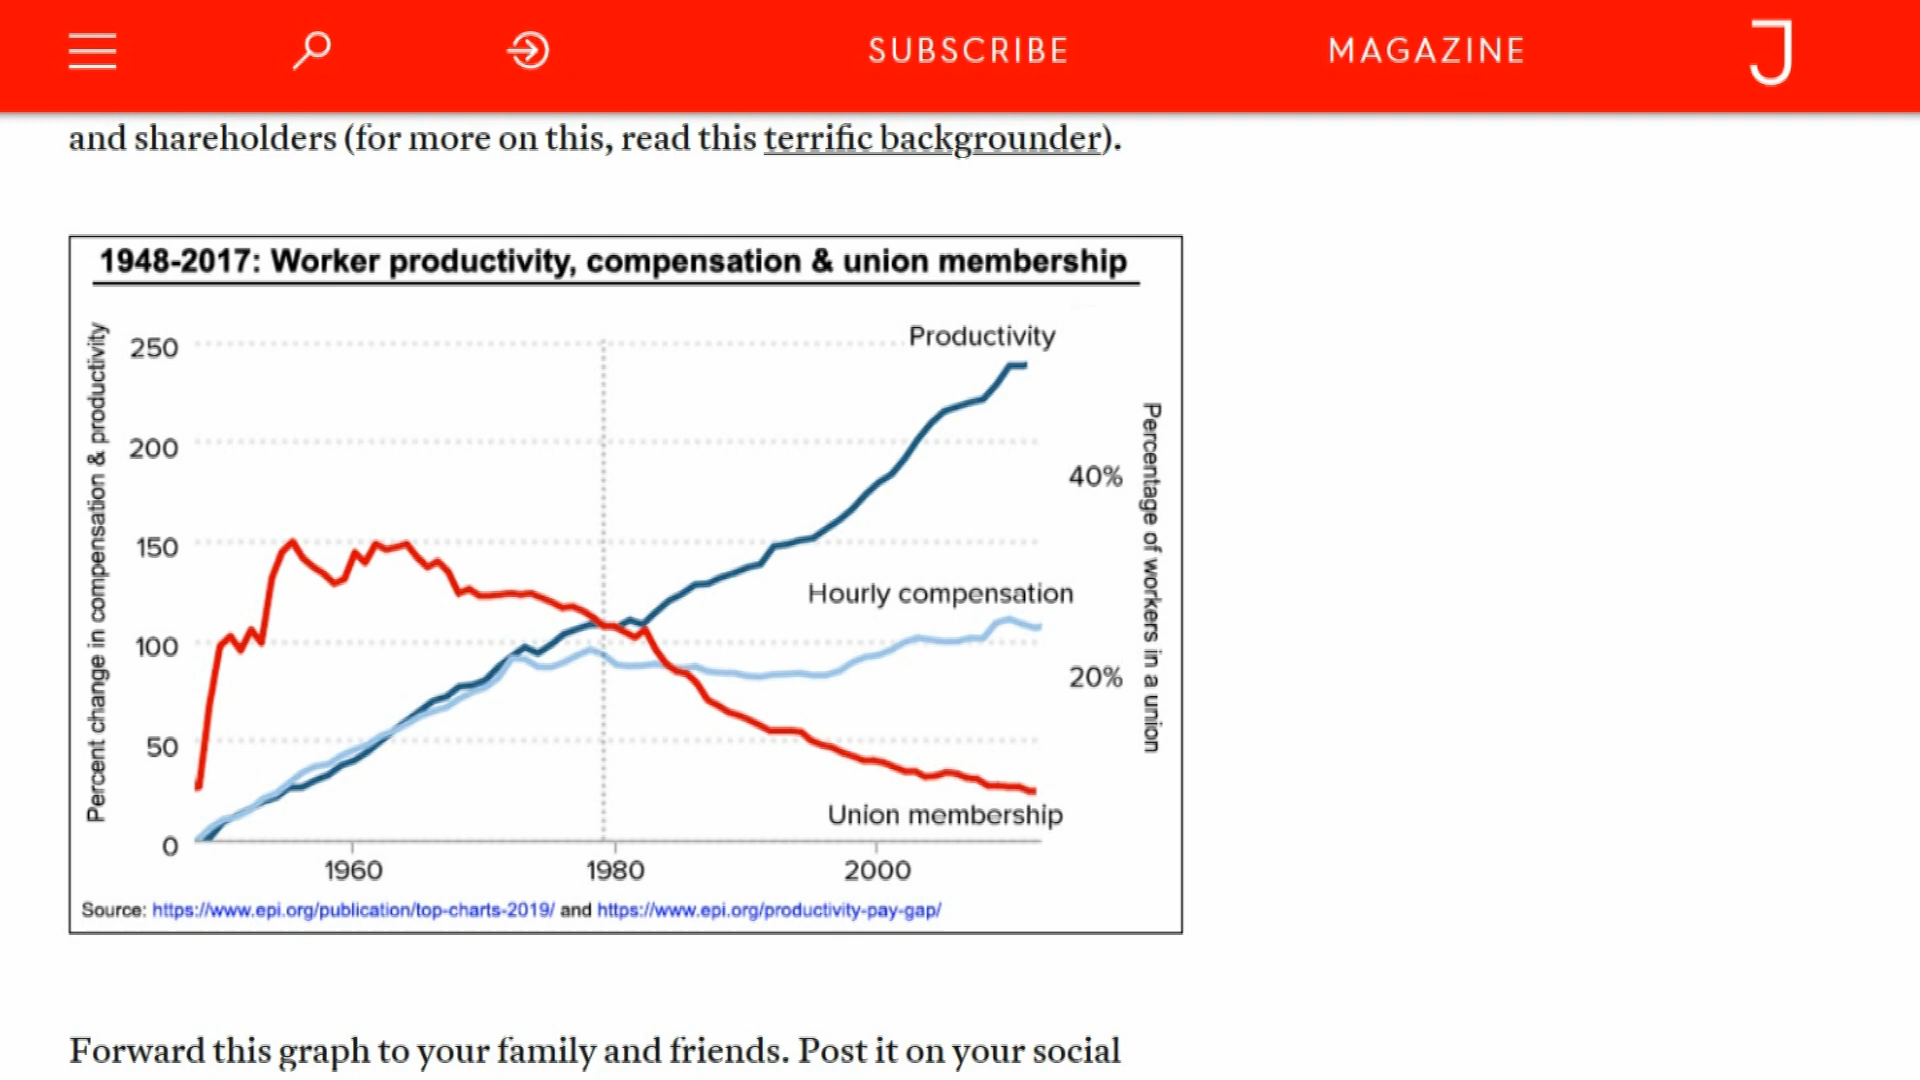 SUBSCRIBE
MAGAZINE
J
and shareholders (for more on this, read this terrific backgrounder).
1948-2017: Worker productivity, compensation & union membership
Percent change in compensation & productivity
250
200
150
100
50
0
Productivity
Hourly compensation
Union membership
40%
20%
Percentage of workers in a union
1960
1980
2000
Source: https://www.epi.org/publication/top-charts-2019/ and https://www.epi.org/productivity-pay-gap/
Forward this graph to your family and friends. Post it on your social